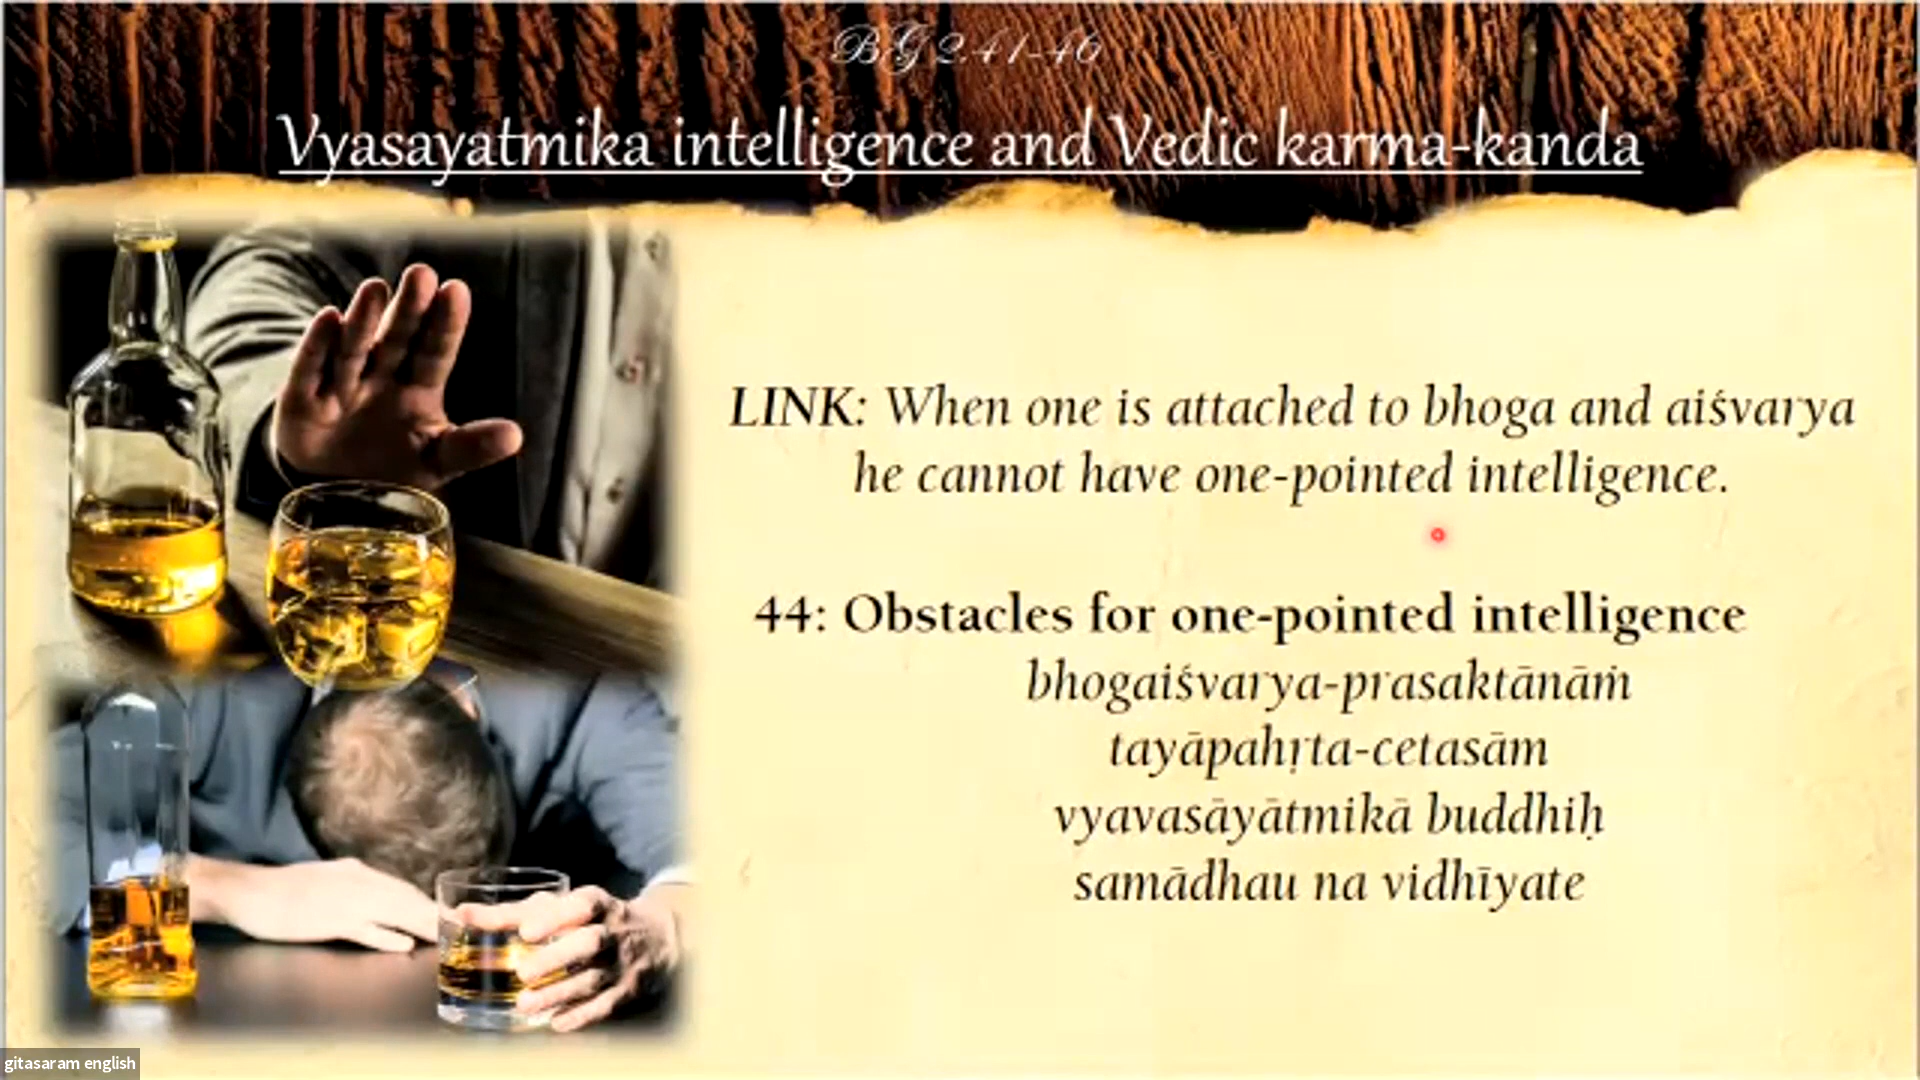 BG 2.41-46
Vyasayatmika intelligence and Vedic karma-kanda
LINK: When one is attached to bhoga and aiśvarya
he cannot have one-pointed intelligence.
44: Obstacles for one-pointed intelligence
bhogaiśvarya-prasaktānāṁ
tayāpahṛta-cetasām
vyavasāyātmikā buddhiḥ
samādhau na vidhīyate
gitasaram english